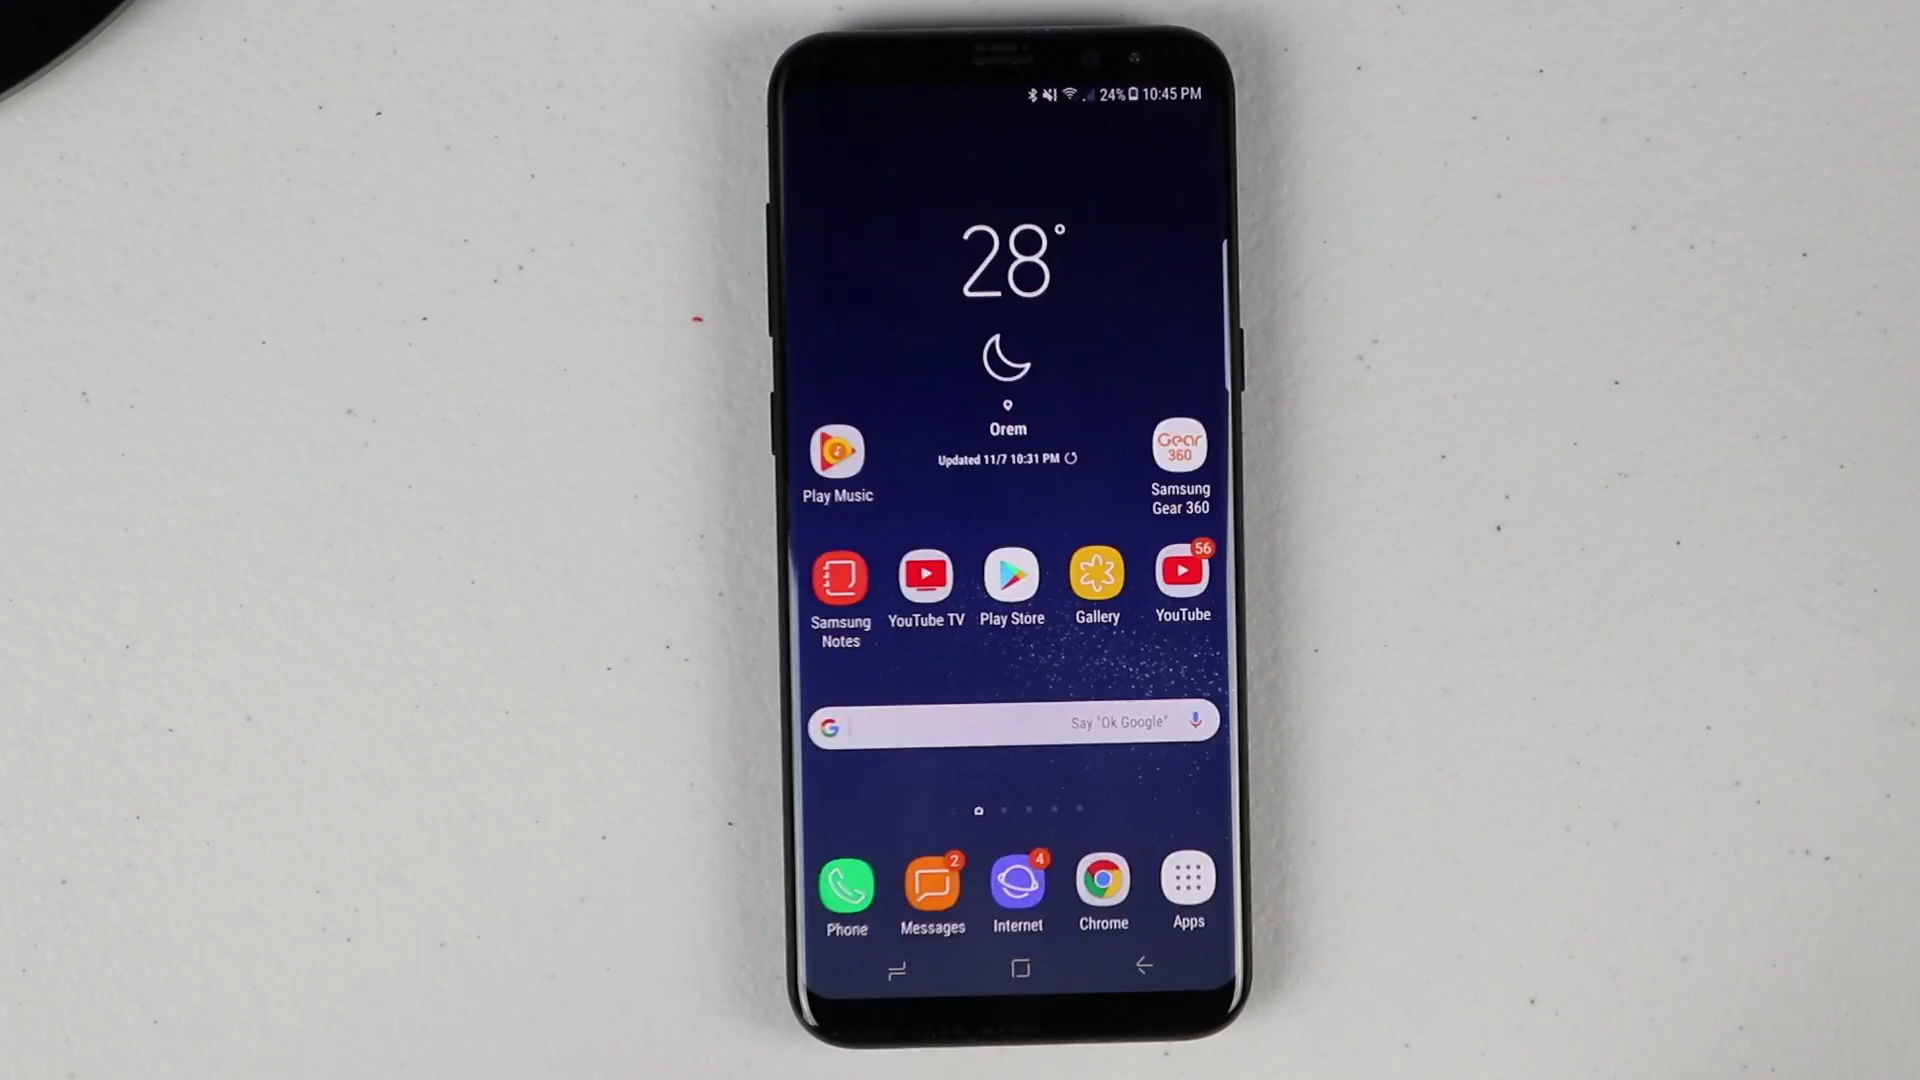 24% 10:45 PM
28°
Orem
Updated 11/7 10:31 PM
Gear
360
Play Music
Samsung
Gear 360
56
Samsung
Notes
YouTube TV
Play Store
Gallery
YouTube
G
Say "Ok Google"
2
4
Phone
Messages
Internet
Chrome
Apps